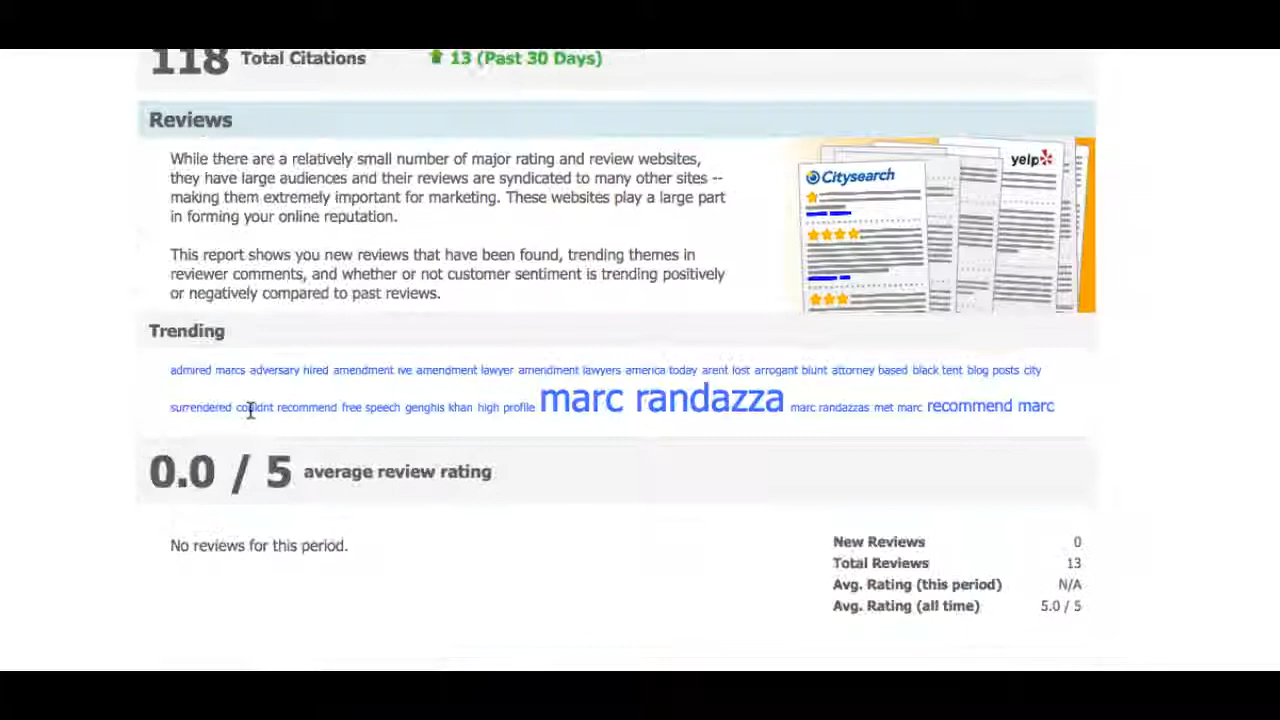 118 Total Citations 13 (Past 30 Days)
Reviews
While there are a relatively small number of major rating and review websites,
they have large audiences and their reviews are syndicated to many other sites --
making them extremely important for marketing. These websites play a large part
in forming your online reputation.
This report shows you new reviews that have been found, trending themes in
reviewer comments, and whether or not customer sentiment is trending positively
or negatively compared to past reviews.
Citysearch
yelp
Trending
admired marcs adversary hired amendment ive amendment lawyer amendment lawyers america today arent lost arrogant blunt attorney based black tent blog posts city
surrendered couldnt recommend free speech genghis khan high profile marc randazza marc randazzas met marc recommend marc
0.0 / 5 average review rating
No reviews for this period.
New Reviews 0
Total Reviews 13
Avg. Rating (this period) N/A
Avg. Rating (all time) 5.0 / 5